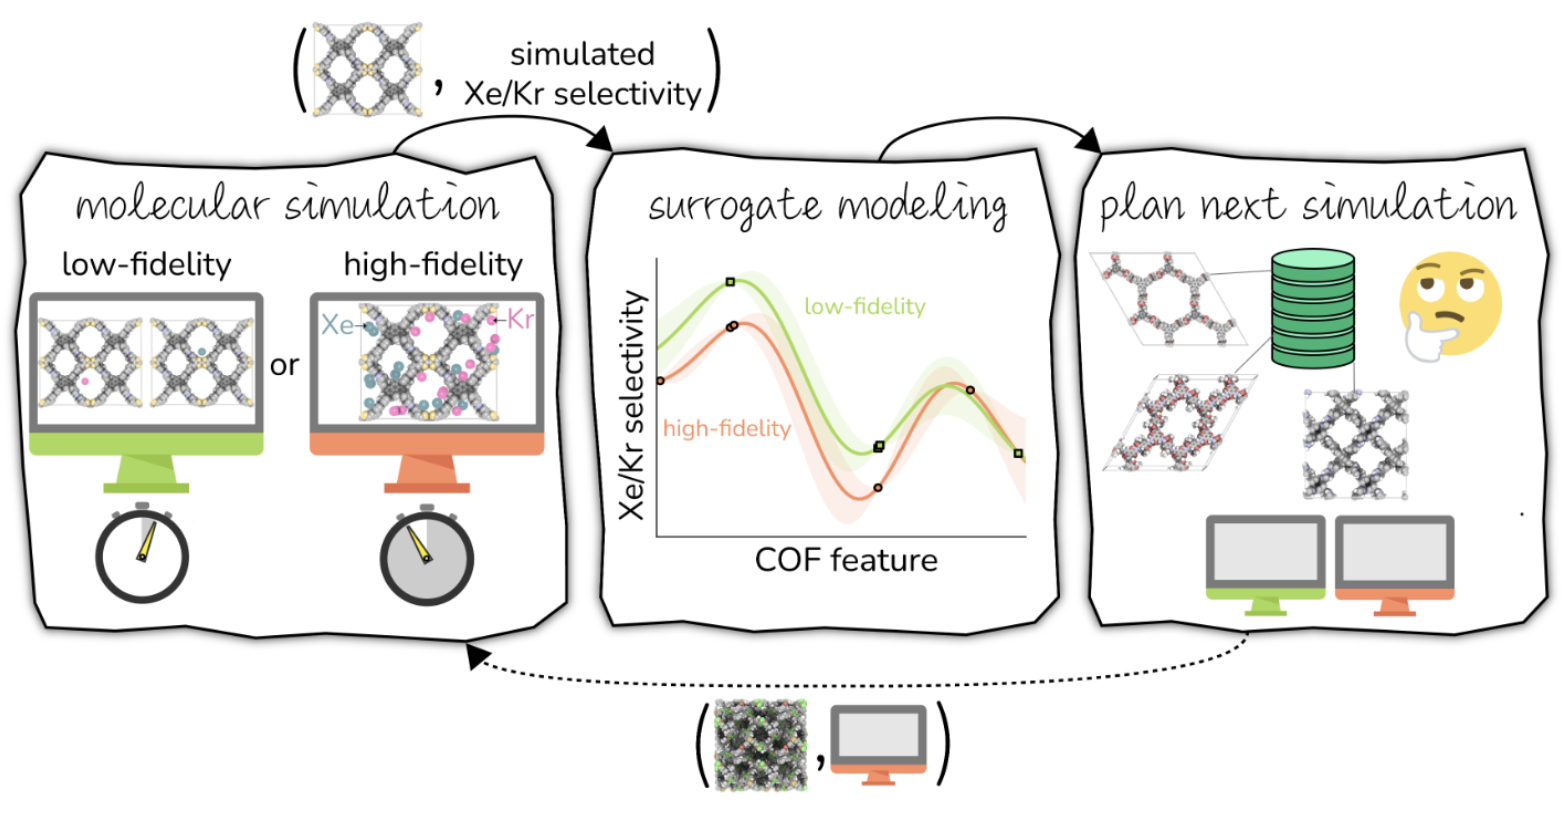 simulated
Xe/Kr selectivity
molecular simulation
low-fidelity
high-fidelity
Xe
Kr
or
surrogate modeling
Xe/Kr selectivity
low-fidelity
high-fidelity
COF feature
plan next simulation